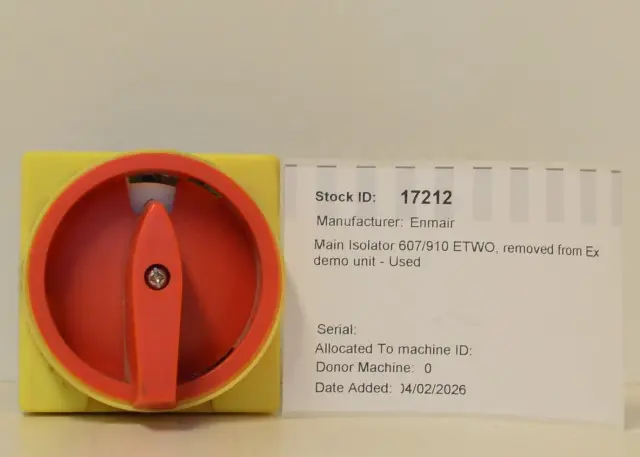 Stock ID: 17212
Manufacturer: Enmair
Main Isolator 607/910 ETWO, removed from Ex
demo unit - Used
Serial:
Allocated To machine ID:
Donor Machine: 0
Date Added: 04/02/2026